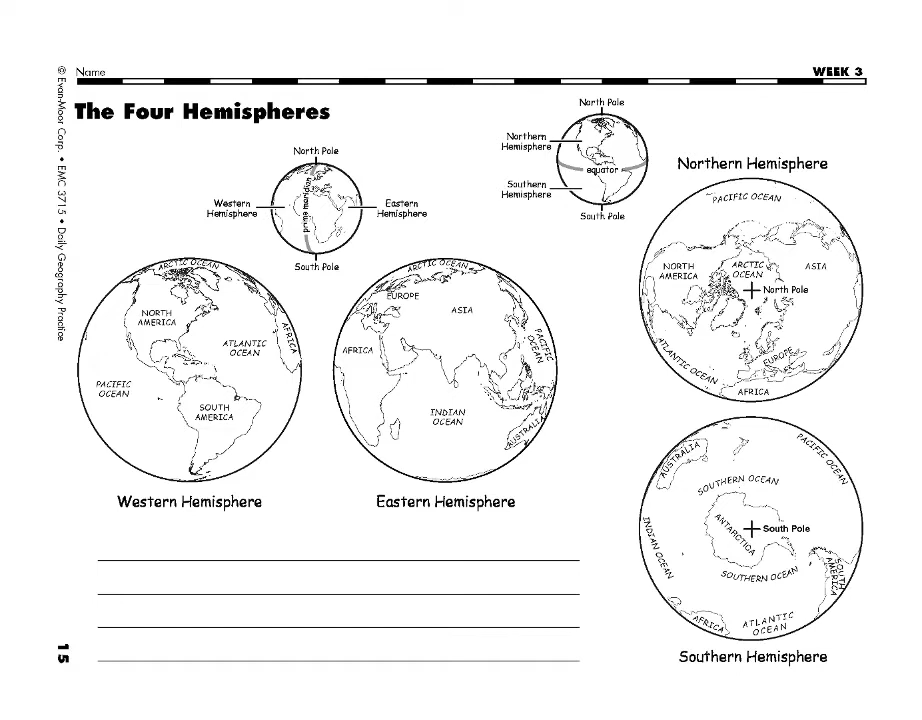 Name
WEEK 3
© Evan-Moor Corp. • EMC 3715 • Daily Geography Practice
The Four Hemispheres
North Pole
Western
Hemisphere
prime meridian
Eastern
Hemisphere
South Pole
North Pole
Northern
Hemisphere
equator
Southern
Hemisphere
South Pole
ARCTIC OCEAN
NORTH
AMERICA
ATLANTIC
OCEAN
AFRICA
PACIFIC
OCEAN
SOUTH
AMERICA
Western Hemisphere
ARCTIC OCEAN
EUROPE
ASIA
AFRICA
PACIFIC
OCEAN
INDIAN
OCEAN
AUSTRALIA
Eastern Hemisphere
Northern Hemisphere
PACIFIC OCEAN
NORTH
AMERICA
ARCTIC
OCEAN
ASIA
North Pole
ATLANTIC OCEAN
EUROPE
AFRICA
AUSTRALIA
PACIFIC OCEAN
SOUTHERN OCEAN
ANTARCTICA
South Pole
INDIAN OCEAN
SOUTHERN OCEAN
SOUTH
AMERICA
AFRICA
ATLANTIC
OCEAN
Southern Hemisphere
15